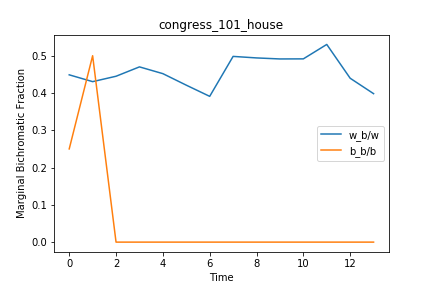 congress_101_house
Marginal Bichromatic Fraction
0.5
0.4
0.3
0.2
0.1
0.0
w_b/w
b_b/b
0 2 4 6 8 10 12
Time